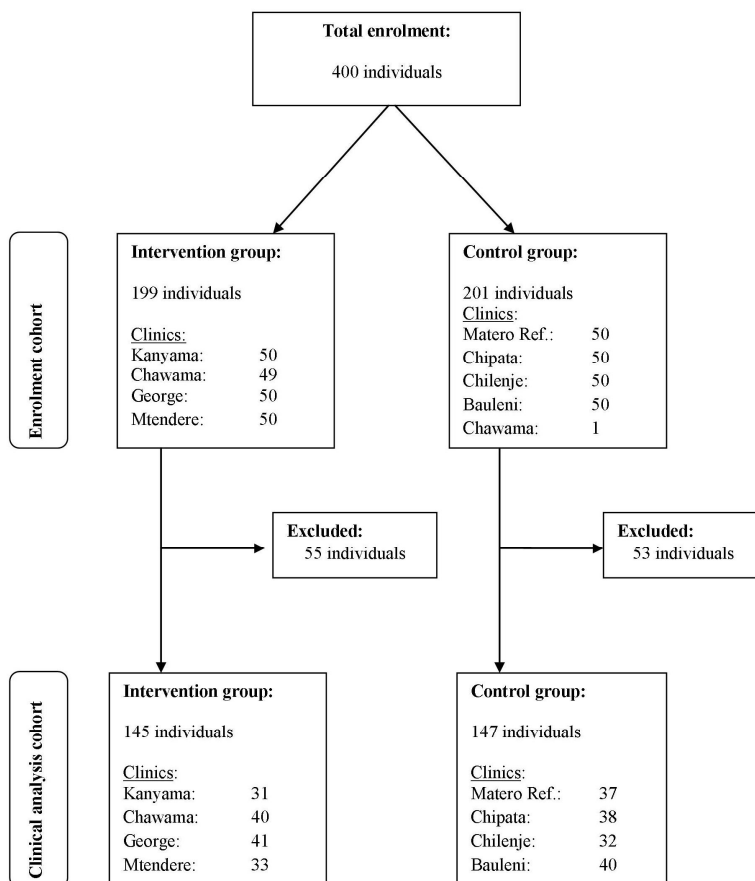 Total enrolment:
400 individuals
Enrolment cohort
Intervention group:
199 individuals
Clinics:
Kanyama: 50
Chawama: 49
George: 50
Mtendere: 50
Control group:
201 individuals
Clinics:
Matero Ref.: 50
Chipata: 50
Chilenje: 50
Bauleni: 50
Chawama: 1
Excluded:
55 individuals
Excluded:
53 individuals
Clinical analysis cohort
Intervention group:
145 individuals
Clinics:
Kanyama: 31
Chawama: 40
George: 41
Mtendere: 33
Control group:
147 individuals
Clinics:
Matero Ref.: 37
Chipata: 38
Chilenje: 32
Bauleni: 40